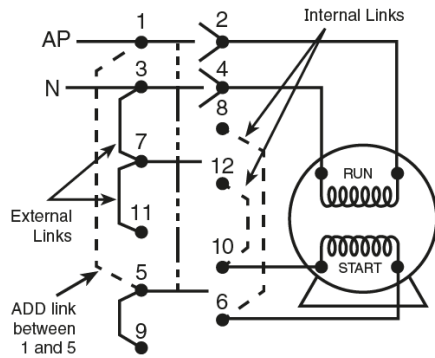 Internal Links
AP
1
2
N
3
4
8
7
12
RUN
11
External
Links
10
START
5
6
ADD link
between
1 and 5
9